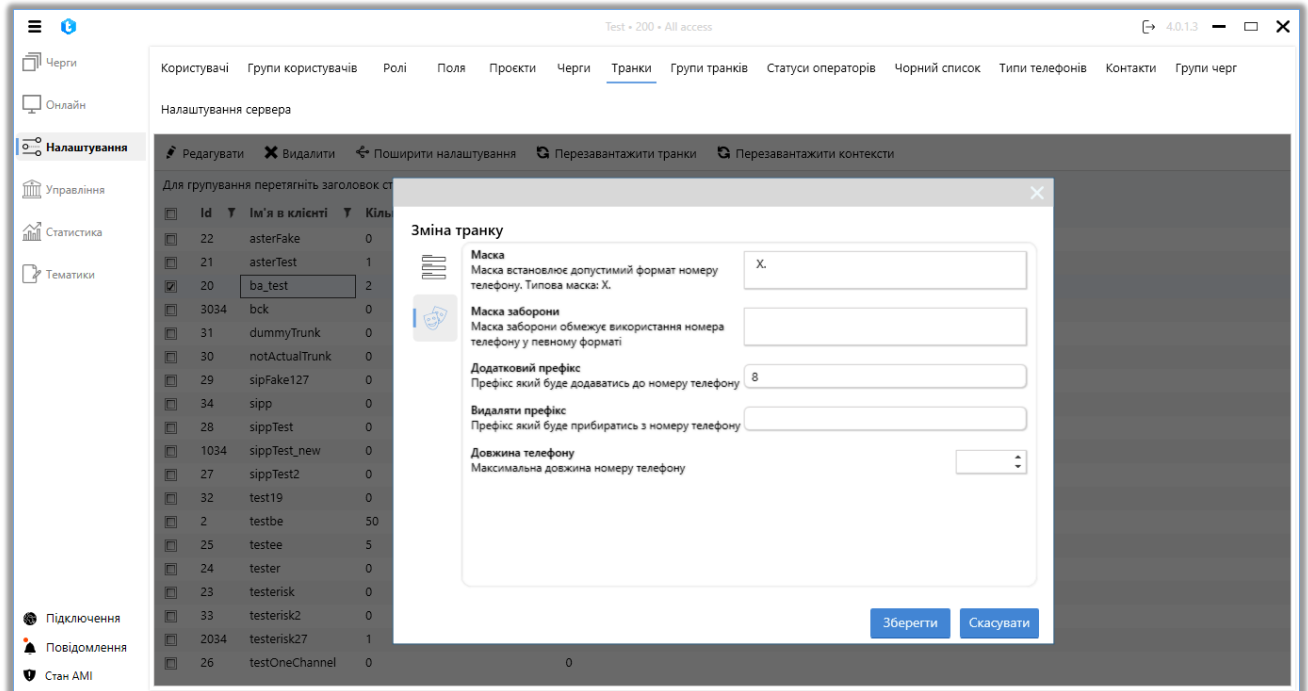 Test • 200 • All access
4.0.1.3
Черги
Онлайн
Налаштування
Управління
Статистика
Тематики
Підключення
Повідомлення
Стан AMI
Користувачі Групи користувачів Ролі Поля Проєкти Черги Транки Групи транків Статуси операторів Чорний список Типи телефонів Контакти Групи черг
Налаштування сервера
Редагувати Видалити Поширити налаштування Перезавантажити транки Перезавантажити контексти
Для групування перетягніть заголовок ст
Id Ім'я в клієнті Кіль
22 asterFake 0
21 asterTest 1
20 ba_test 2
3034 bck 0
31 dummyTrunk 0
30 notActualTrunk 0
29 sipFake127 0
34 sipp 0
28 sippTest 0
1034 sippTest_new 0
27 sippTest2 0
32 test19 0
2 testbe 50
25 testee 5
24 tester 0
23 testerisk 0
33 testerisk2 0
2034 testerisk27 1
26 testOneChannel 0 0
Зміна транку
Маска
Маска встановлює допустимий формат номеру
телефону. Типова маска: X.
X.
Маска заборони
Маска заборони обмежує використання номера
телефону у певному форматі
Додатковий префікс
Префікс який буде додаватись до номеру телефону
8
Видаляти префікс
Префікс який буде прибиратись з номеру телефону
Довжина телефону
Максимальна довжина номеру телефону
Зберегти Скасувати